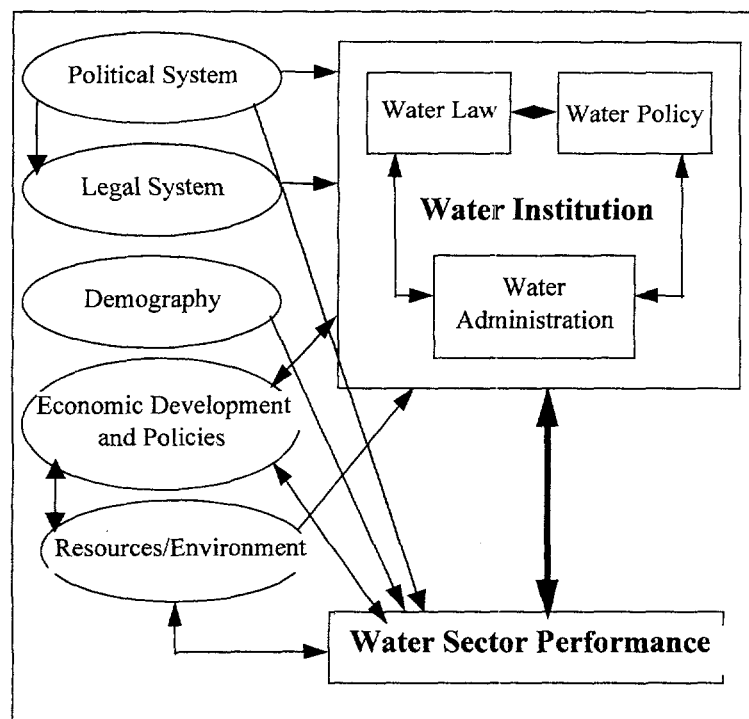 Political System
Water Law
Water Policy
Legal System
Water Institution
Demography
Water
Administration
Economic Development
and Policies
Resources/Environment
Water Sector Performance